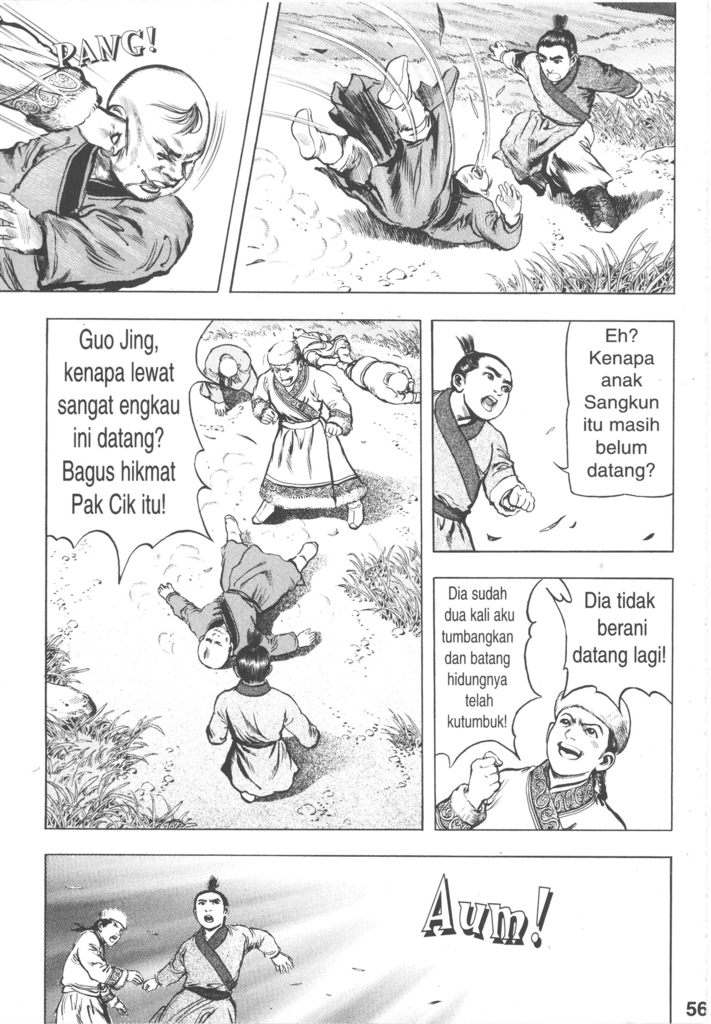 PANG!
Guo Jing,
kenapa lewat
sangat engkau
ini datang?
Bagus hikmat
Pak Cik itu!
Eh?
Kenapa
anak
Sangkun
itu masih
belum
datang?
Dia sudah
dua kali aku
tumbangkan
dan batang
hidungnya
telah
kutumbuk!
Dia tidak
berani
datang lagi!
Aum!
56